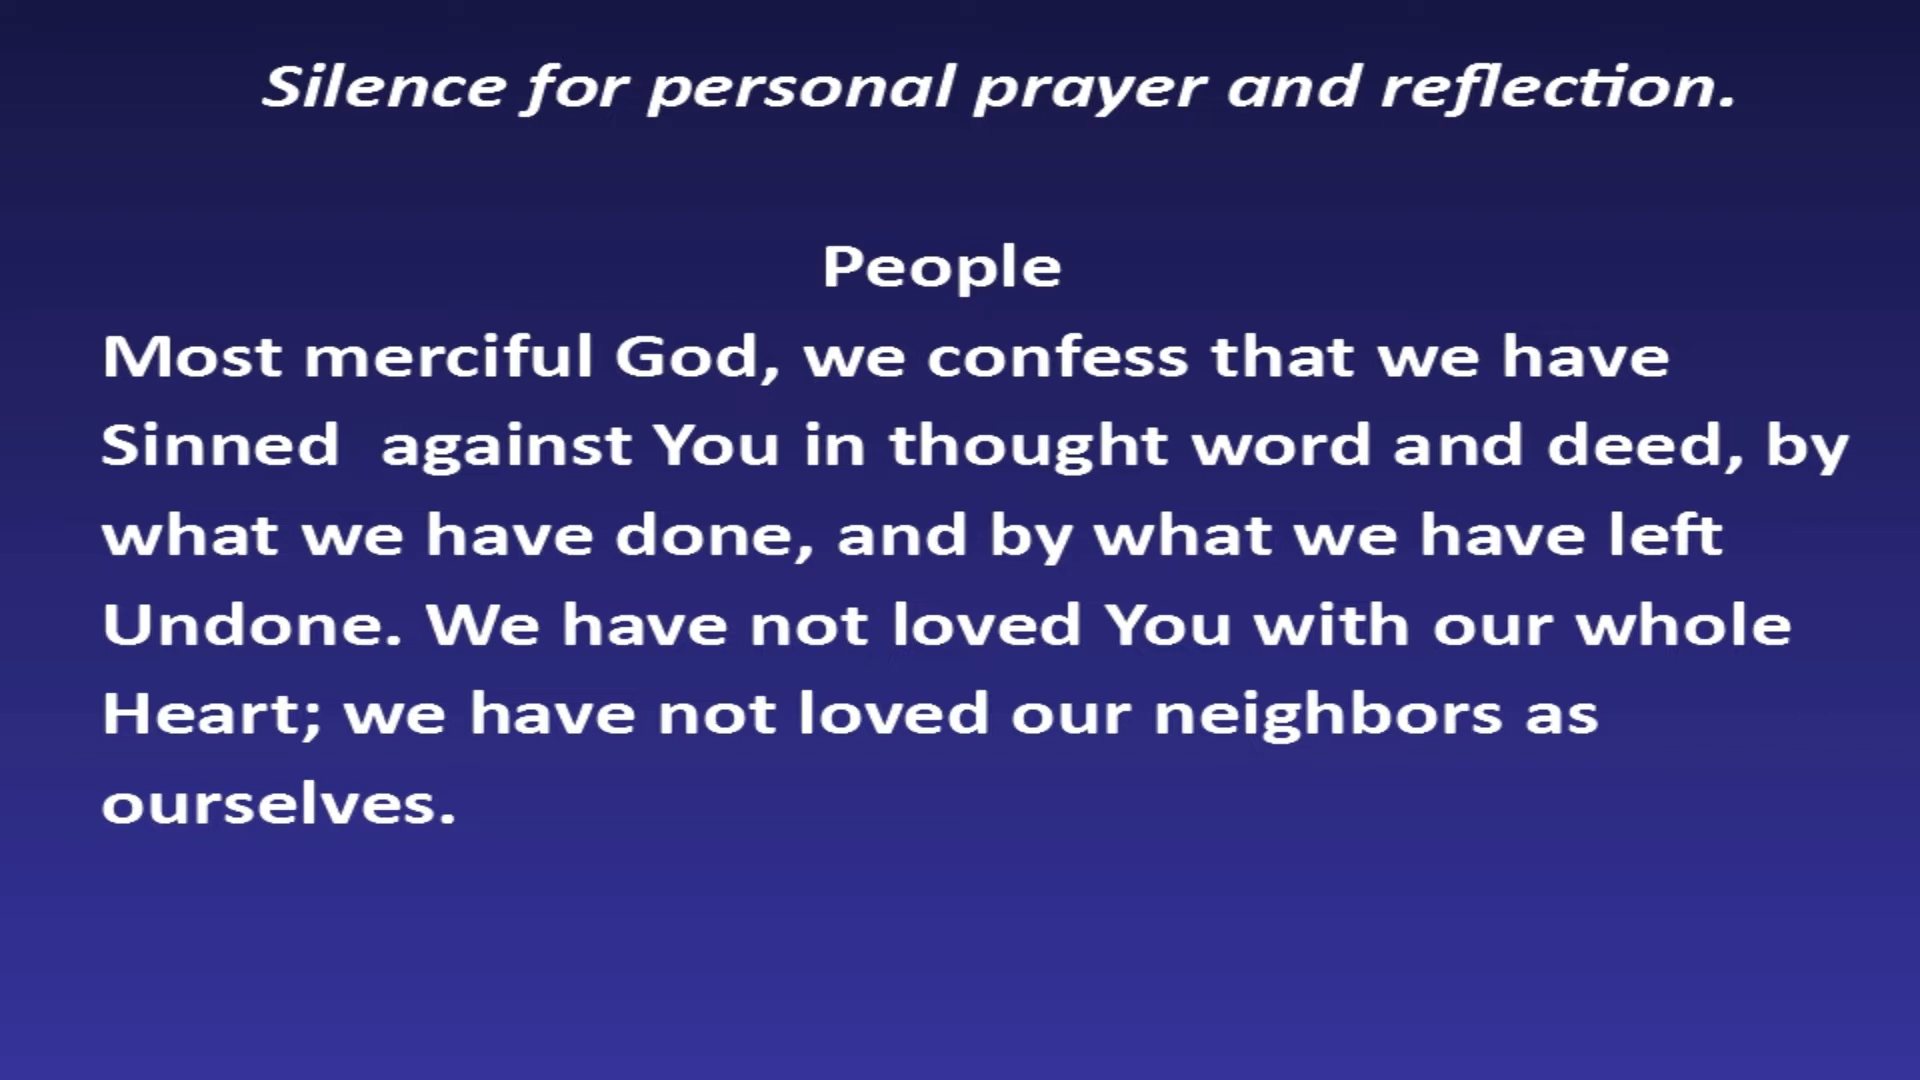 Silence for personal prayer and reflection.
People
Most merciful God, we confess that we have
Sinned  against You in thought word and deed, by
what we have done, and by what we have left
Undone. We have not loved You with our whole
Heart; we have not loved our neighbors as
ourselves.